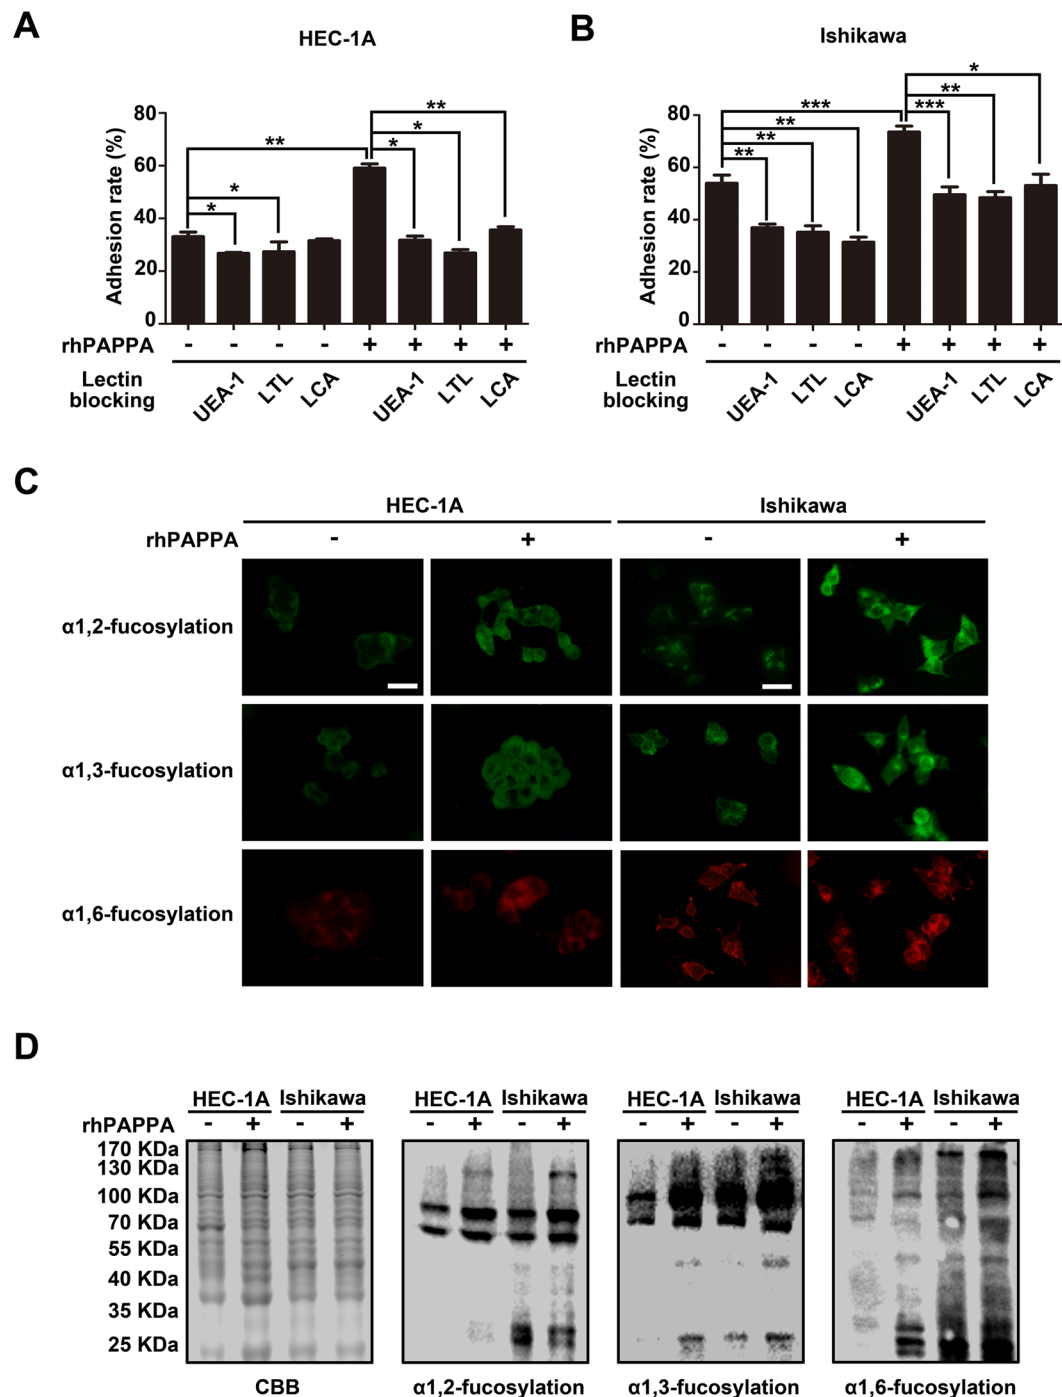 A
HEC-1A
Adhesion rate (%)
80
60
40
20
0
** * * * * **
rhPAPPA - - - - + + + +
Lectin blocking UEA-1 LTL LCA UEA-1 LTL LCA
B
Ishikawa
Adhesion rate (%)
80
60
40
20
0
*** ** ** ** *** ** *
rhPAPPA - - - - + + + +
Lectin blocking UEA-1 LTL LCA UEA-1 LTL LCA
C
HEC-1A Ishikawa
rhPAPPA - + - +
α1,2-fucosylation
α1,3-fucosylation
α1,6-fucosylation
D
HEC-1A Ishikawa HEC-1A Ishikawa HEC-1A Ishikawa HEC-1A Ishikawa
rhPAPPA - + - + - + - + - + - + - + - +
170 KDa
130 KDa
100 KDa
70 KDa
55 KDa
40 KDa
35 KDa
25 KDa
CBB α1,2-fucosylation α1,3-fucosylation α1,6-fucosylation